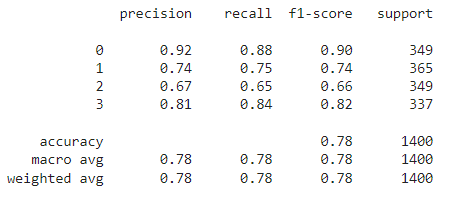 precision recall f1-score support
0 0.92 0.88 0.90 349
1 0.74 0.75 0.74 365
2 0.67 0.65 0.66 349
3 0.81 0.84 0.82 337
accuracy 0.78 1400
macro avg 0.78 0.78 0.78 1400
weighted avg 0.78 0.78 0.78 1400